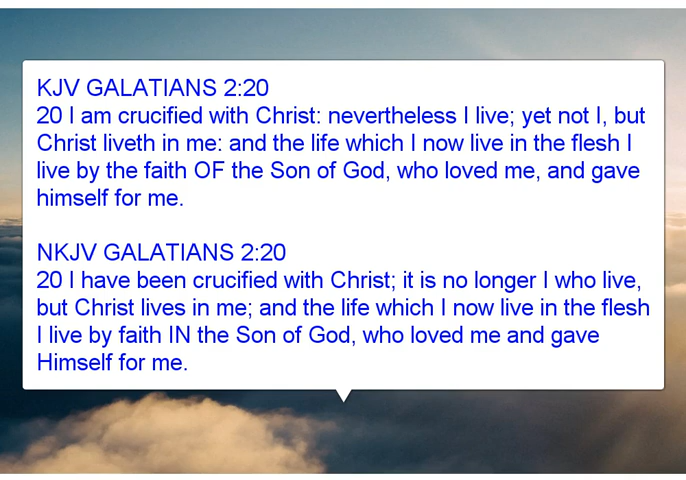 KJV GALATIANS 2:20
20 I am crucified with Christ: nevertheless I live; yet not I, but
Christ liveth in me: and the life which I now live in the flesh I
live by the faith OF the Son of God, who loved me, and gave
himself for me.
NKJV GALATIANS 2:20
20 I have been crucified with Christ; it is no longer I who live,
but Christ lives in me; and the life which I now live in the flesh
I live by faith IN the Son of God, who loved me and gave
Himself for me.